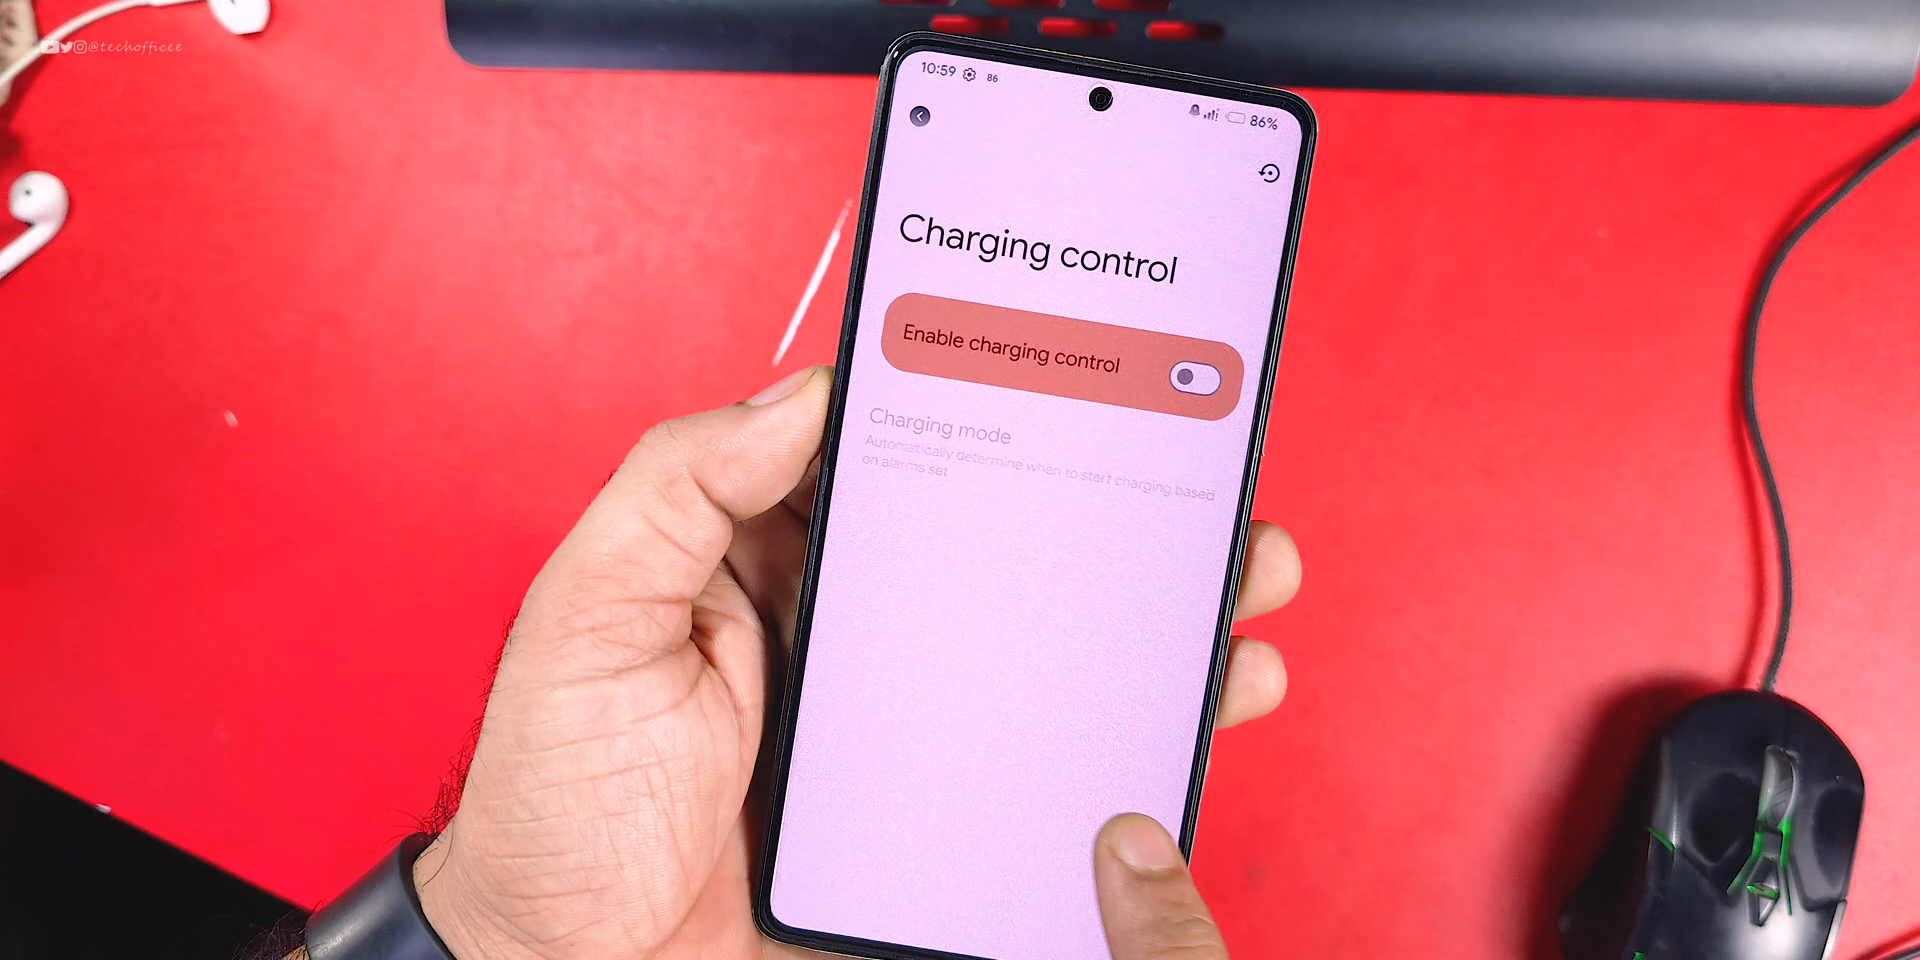 @techofficee
10:59 86
86%
Charging control
Enable charging control
Charging mode
Automatically determine when to start charging based
on alarms set